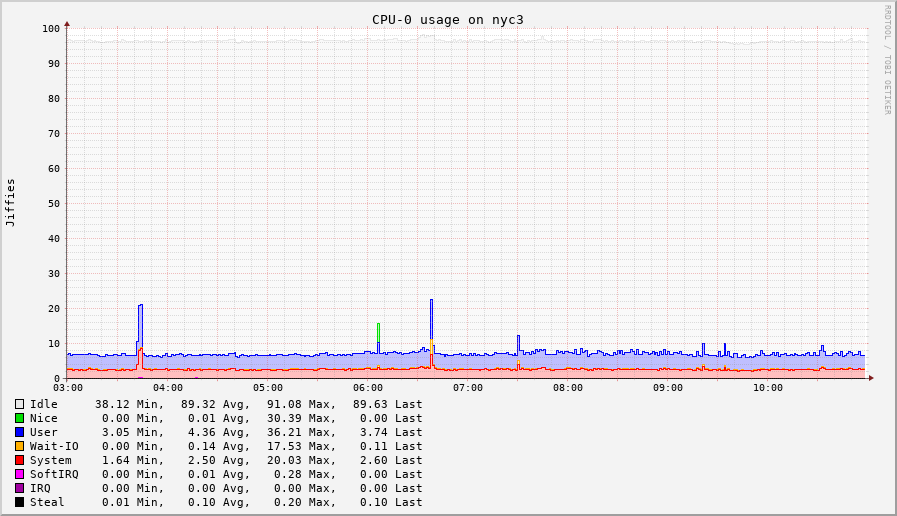 CPU-0 usage on nyc3
RRDTOOL / TOBI OETIKER
Jiffies
100
90
80
70
60
50
40
30
20
10
0
03:00 04:00 05:00 06:00 07:00 08:00 09:00 10:00
Idle 38.12 Min, 89.32 Avg, 91.08 Max, 89.63 Last
Nice 0.00 Min, 0.01 Avg, 30.39 Max, 0.00 Last
User 3.05 Min, 4.36 Avg, 36.21 Max, 3.74 Last
Wait-IO 0.00 Min, 0.14 Avg, 17.53 Max, 0.11 Last
System 1.64 Min, 2.50 Avg, 20.03 Max, 2.60 Last
SoftIRQ 0.00 Min, 0.01 Avg, 0.28 Max, 0.00 Last
IRQ 0.00 Min, 0.00 Avg, 0.00 Max, 0.00 Last
Steal 0.01 Min, 0.10 Avg, 0.20 Max, 0.10 Last